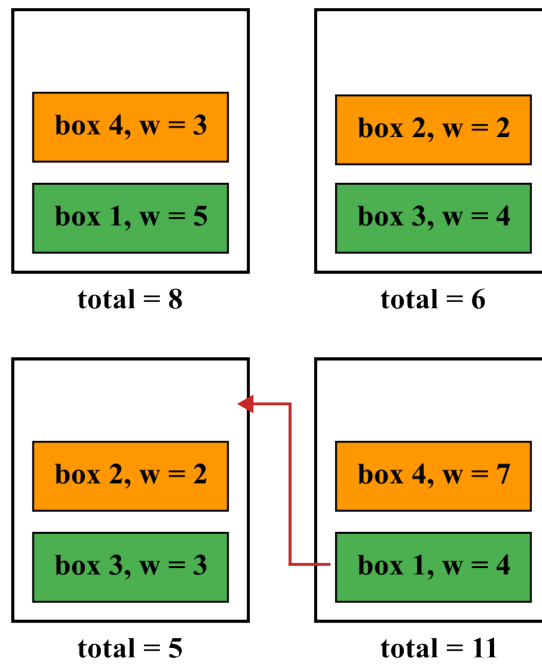 box 4, w = 3
box 1, w = 5
total = 8
box 2, w = 2
box 3, w = 4
total = 6
box 2, w = 2
box 3, w = 3
total = 5
box 4, w = 7
box 1, w = 4
total = 11